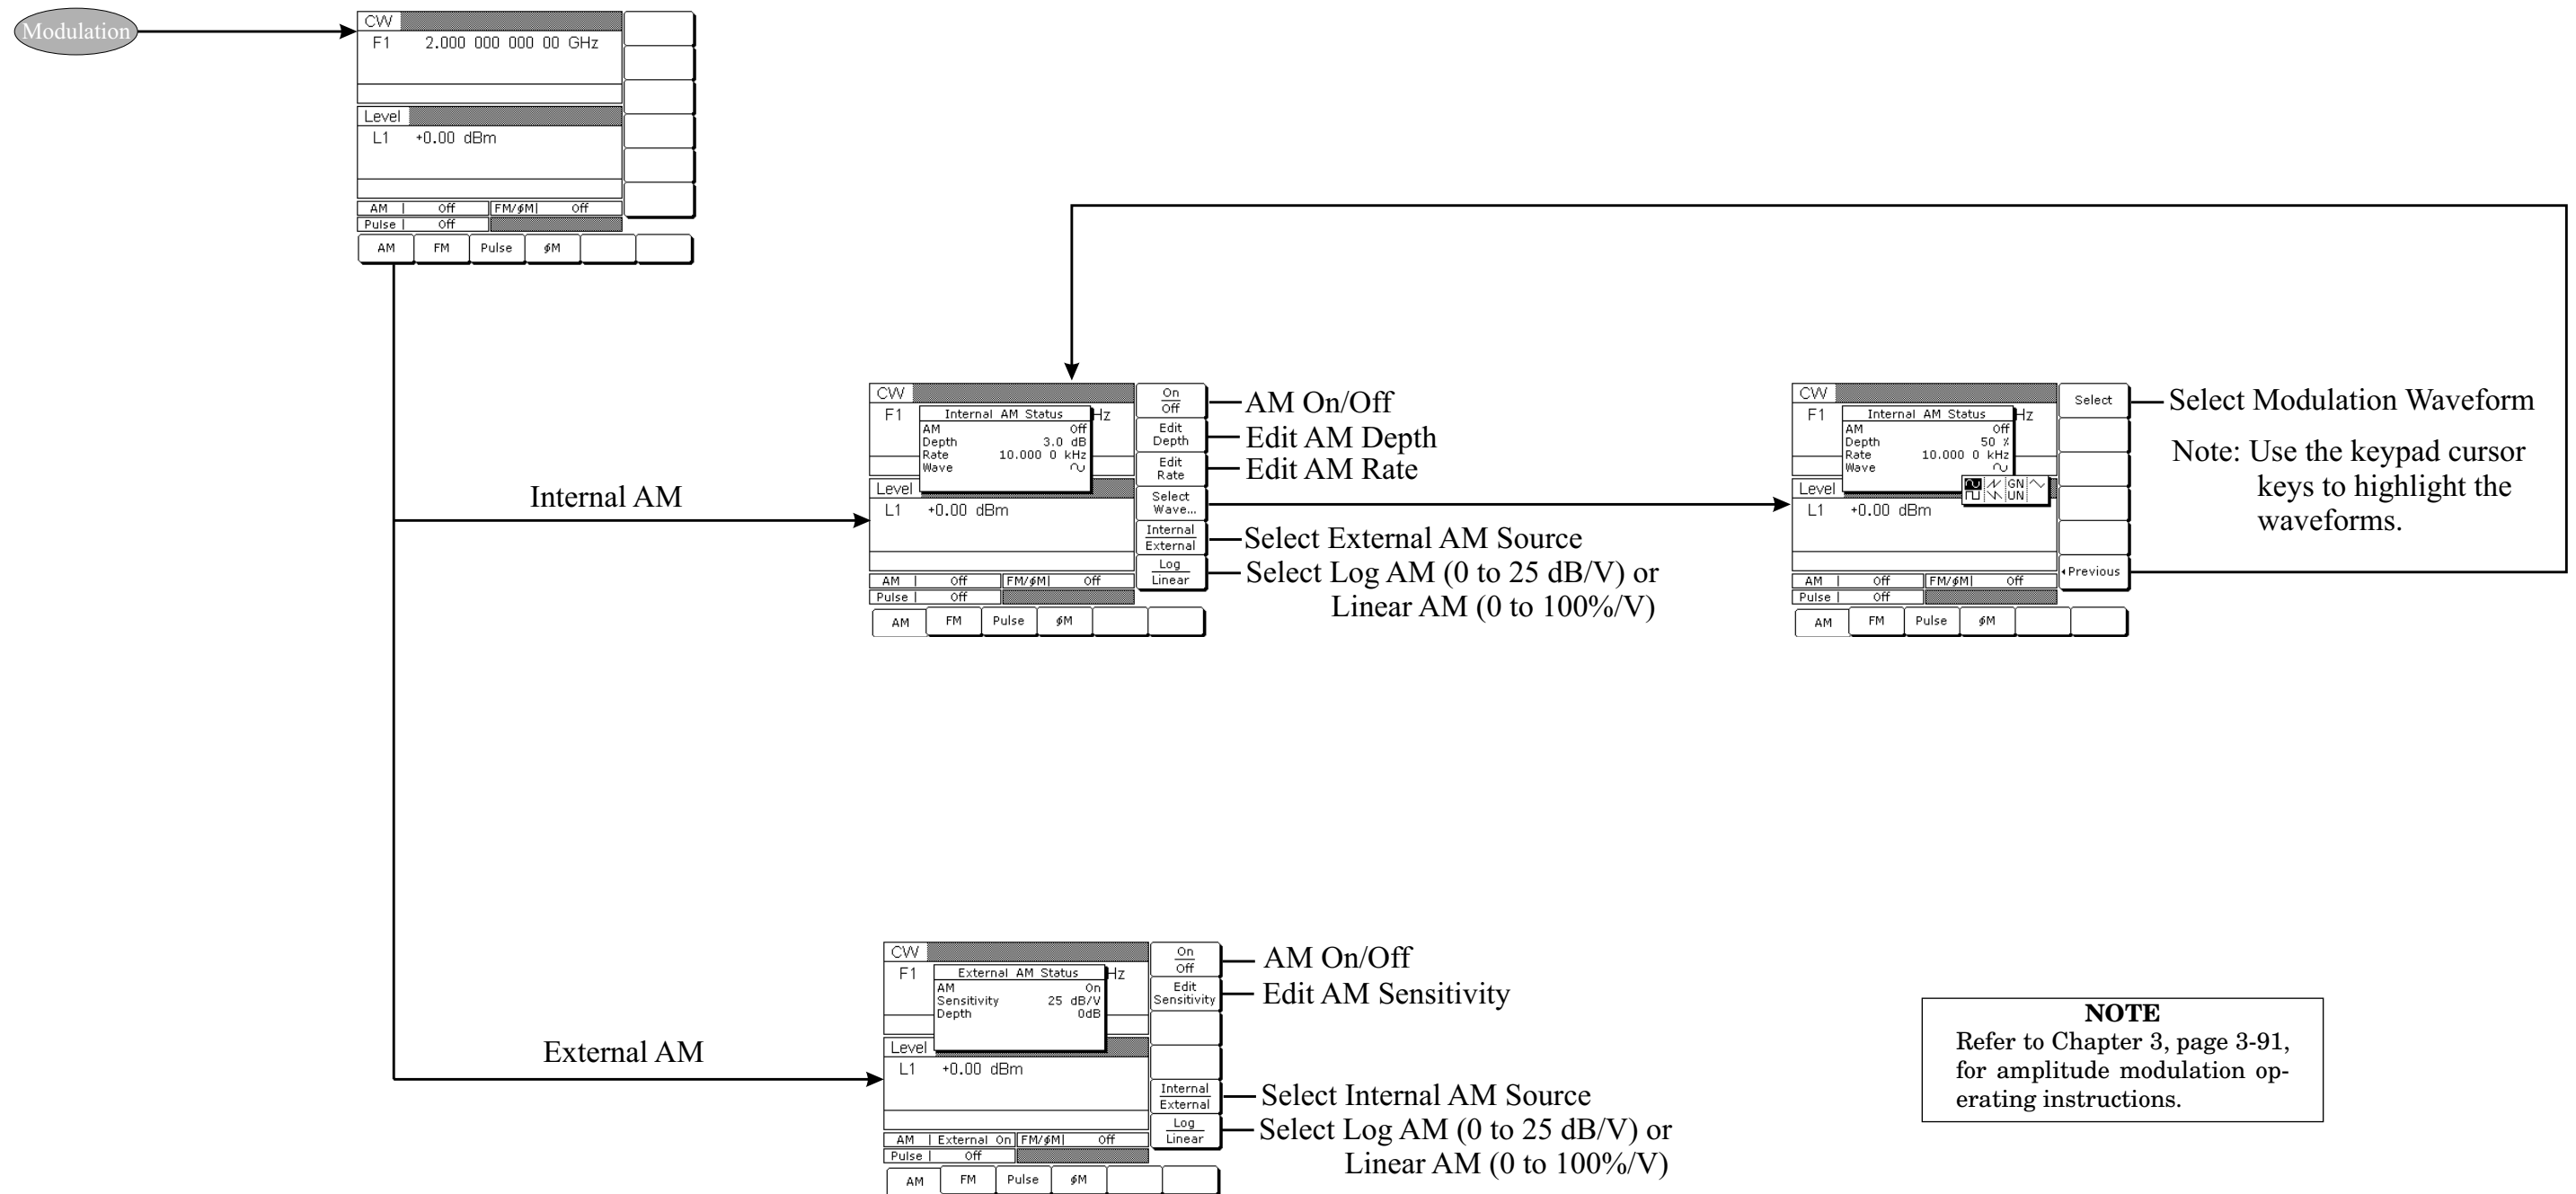 Modulation
CW
F1 2.000 000 000 00 GHz
Level
L1 +0.00 dBm
AM | Off FM/ϕM| Off
Pulse | Off
AM FM Pulse ϕM
Internal AM
CW
F1 Hz
Internal AM Status
AM Off
Depth 3.0 dB
Rate 10.000 0 kHz
Wave
Level
L1 +0.00 dBm
AM | Off FM/ϕM| Off
Pulse | Off
AM FM Pulse ϕM
On
Off
Edit
Depth
Edit
Rate
Select
Wave...
Internal
External
Log
Linear
AM On/Off
Edit AM Depth
Edit AM Rate
Select External AM Source
Select Log AM (0 to 25 dB/V) or
Linear AM (0 to 100%/V)
CW
F1 Hz
Internal AM Status
AM Off
Depth 50 %
Rate 10.000 0 kHz
Wave
GN
UN
Level
L1 +0.00 dBm
AM | Off FM/ϕM| Off
Pulse | Off
AM FM Pulse ϕM
Select
Previous
Select Modulation Waveform
Note: Use the keypad cursor
keys to highlight the
waveforms.
External AM
CW
F1 Hz
External AM Status
AM On
Sensitivity 25 dB/V
Depth 0dB
Level
L1 +0.00 dBm
AM | External On FM/ϕM| Off
Pulse | Off
AM FM Pulse ϕM
On
Off
Edit
Sensitivity
Internal
External
Log
Linear
AM On/Off
Edit AM Sensitivity
Select Internal AM Source
Select Log AM (0 to 25 dB/V) or
Linear AM (0 to 100%/V)
NOTE
Refer to Chapter 3, page 3-91,
for amplitude modulation op-
erating instructions.